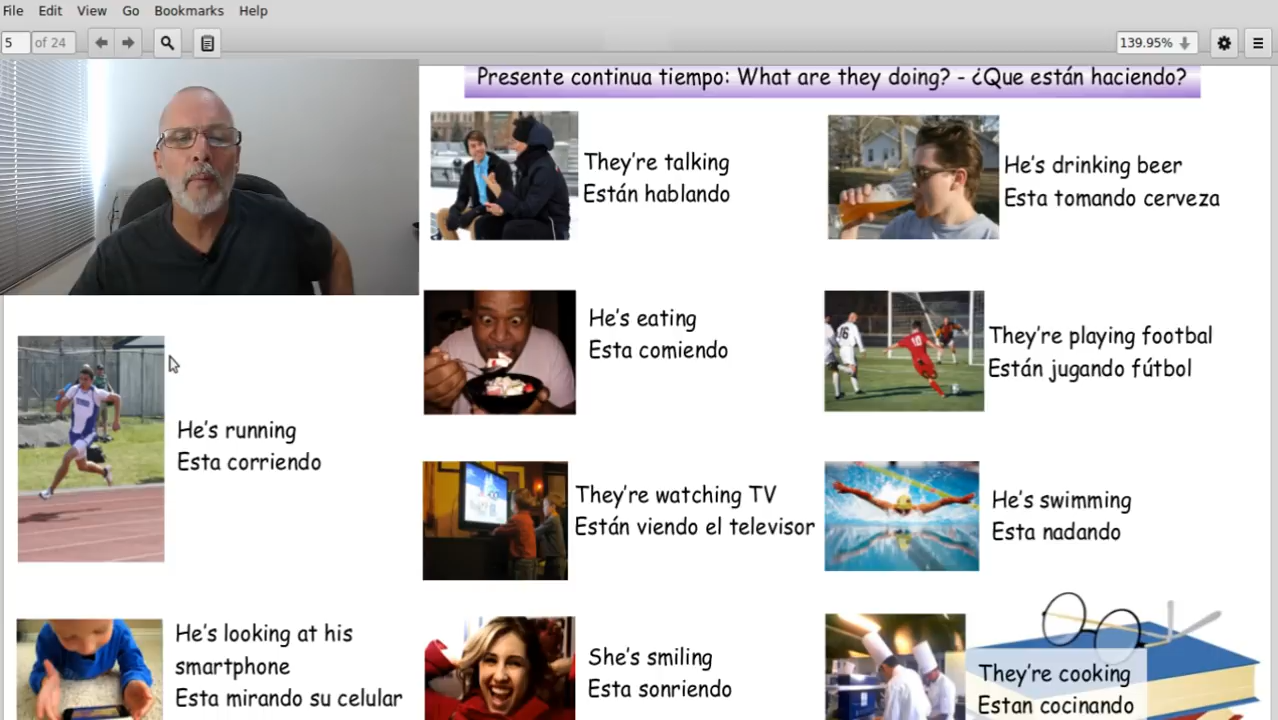 File Edit View Go Bookmarks Help
5 of 24
139.95%
Presente continua tiempo: What are they doing? - ¿Que están haciendo?
They're talking
Están hablando
He's drinking beer
Esta tomando cerveza
He's eating
Esta comiendo
They're playing footbal
Están jugando fútbol
16
10
He's running
Esta corriendo
They're watching TV
Están viendo el televisor
He's swimming
Esta nadando
He's looking at his
smartphone
Esta mirando su celular
She's smiling
Esta sonriendo
They're cooking
Estan cocinando